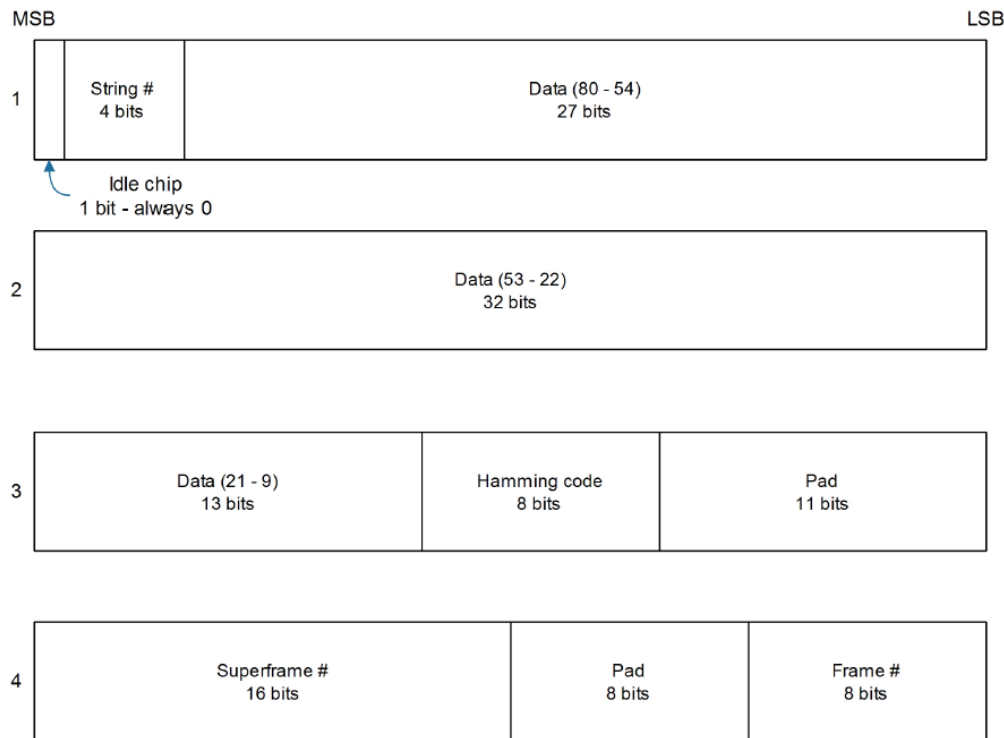 MSB LSB
1
String #
4 bits
Data (80 - 54)
27 bits
Idle chip
1 bit - always 0
2
Data (53 - 22)
32 bits
3
Data (21 - 9)
13 bits
Hamming code
8 bits
Pad
11 bits
4
Superframe #
16 bits
Pad
8 bits
Frame #
8 bits